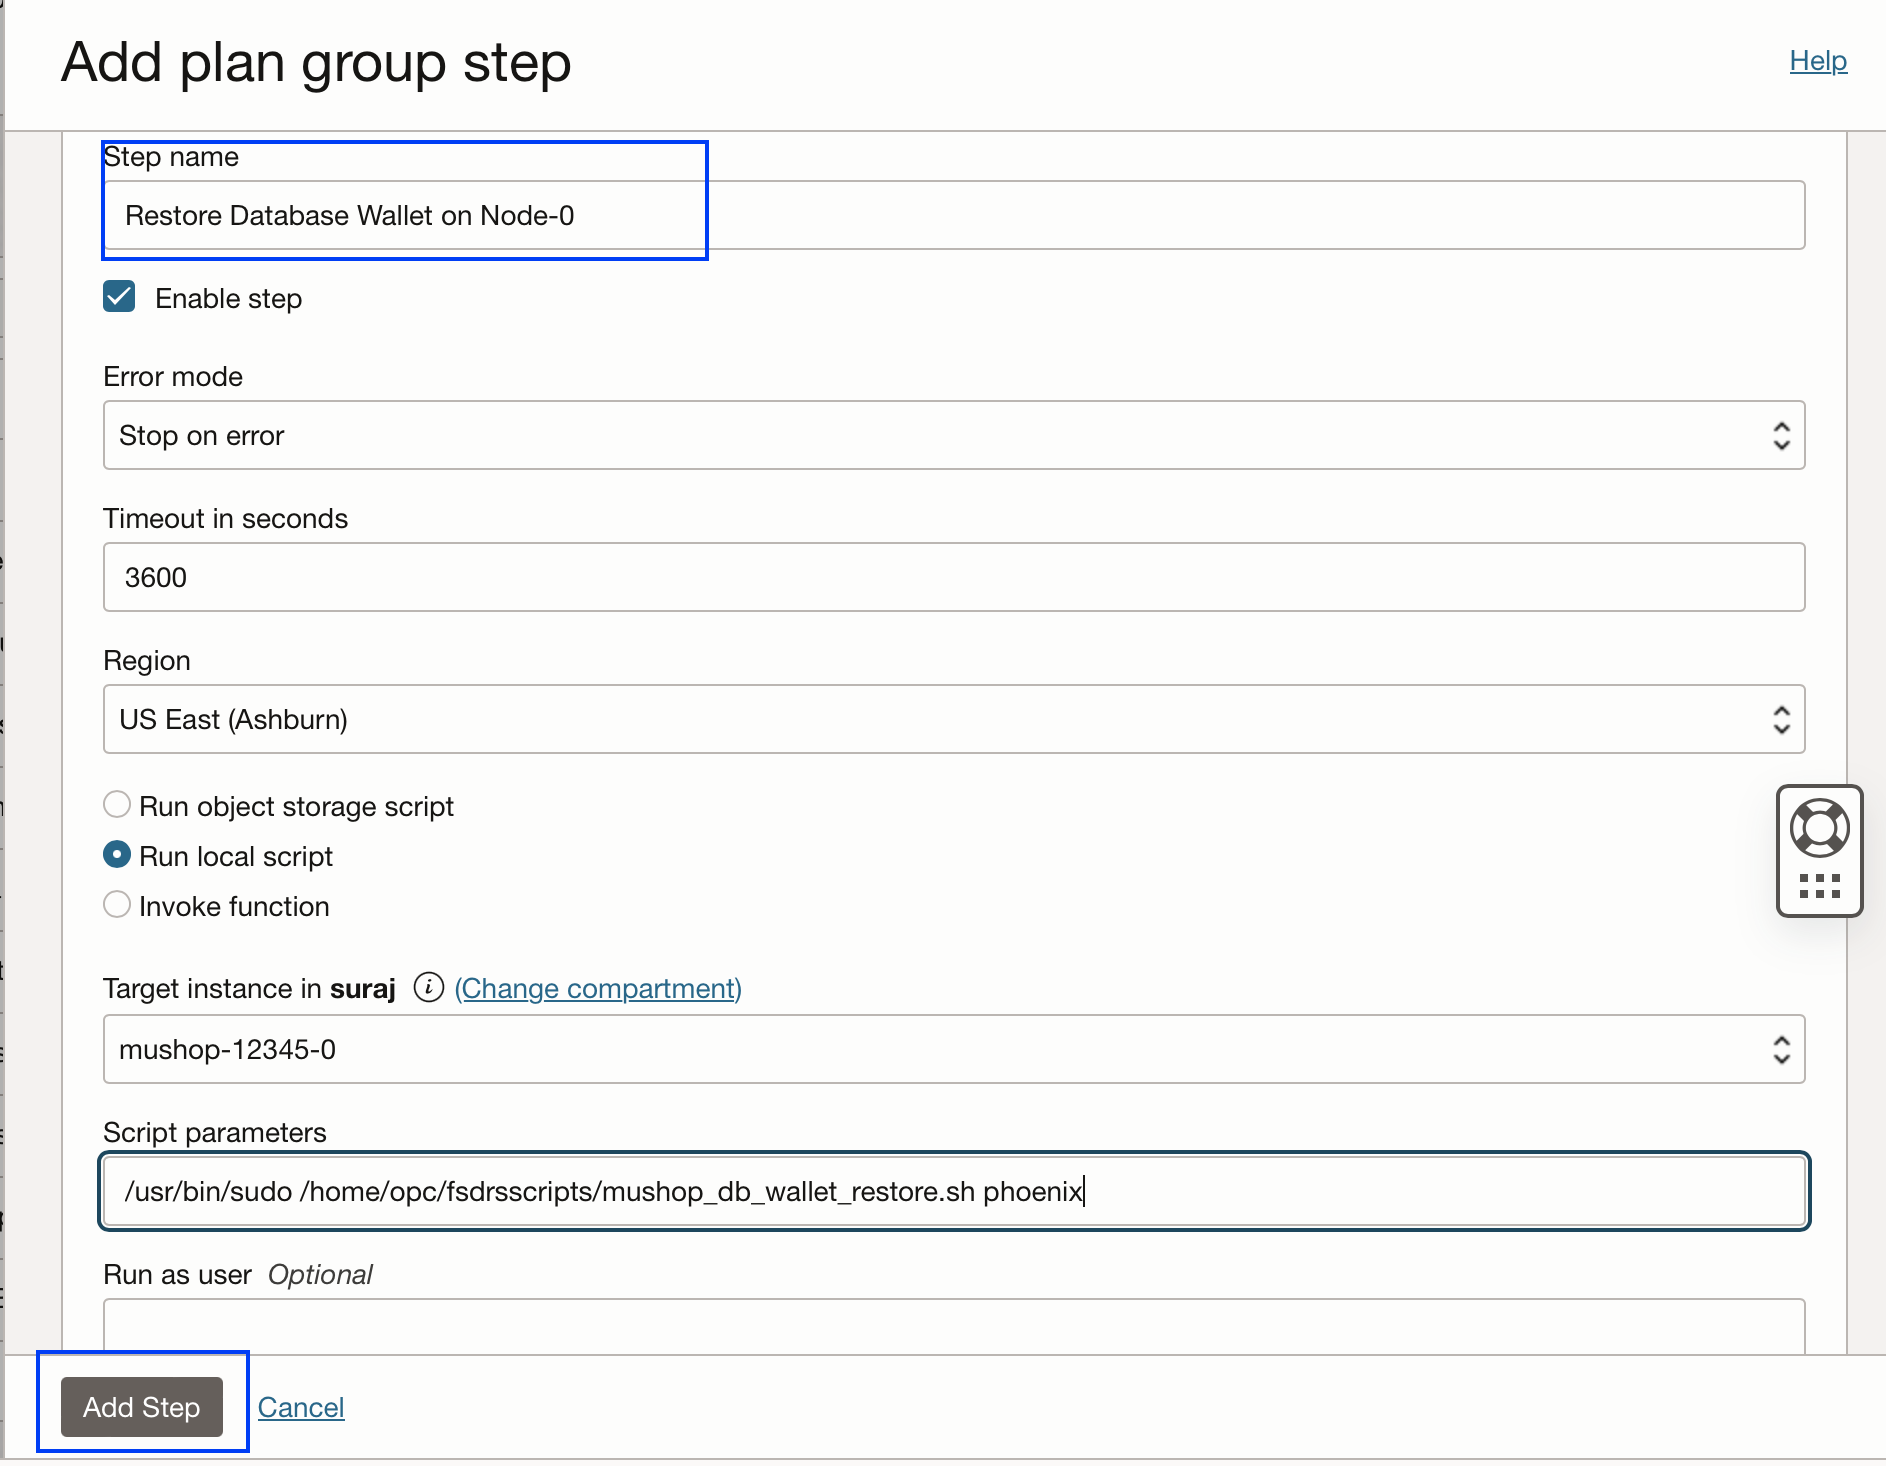 Add plan group step
Help
Step name
Restore Database Wallet on Node-0
Enable step
Error mode
Stop on error
Timeout in seconds
3600
Region
US East (Ashburn)
Run object storage script
Run local script
Invoke function
Target instance in suraj (Change compartment)
mushop-12345-0
Script parameters
/usr/bin/sudo /home/opc/fsdrsscripts/mushop_db_wallet_restore.sh phoenix
Run as user Optional
Add Step Cancel